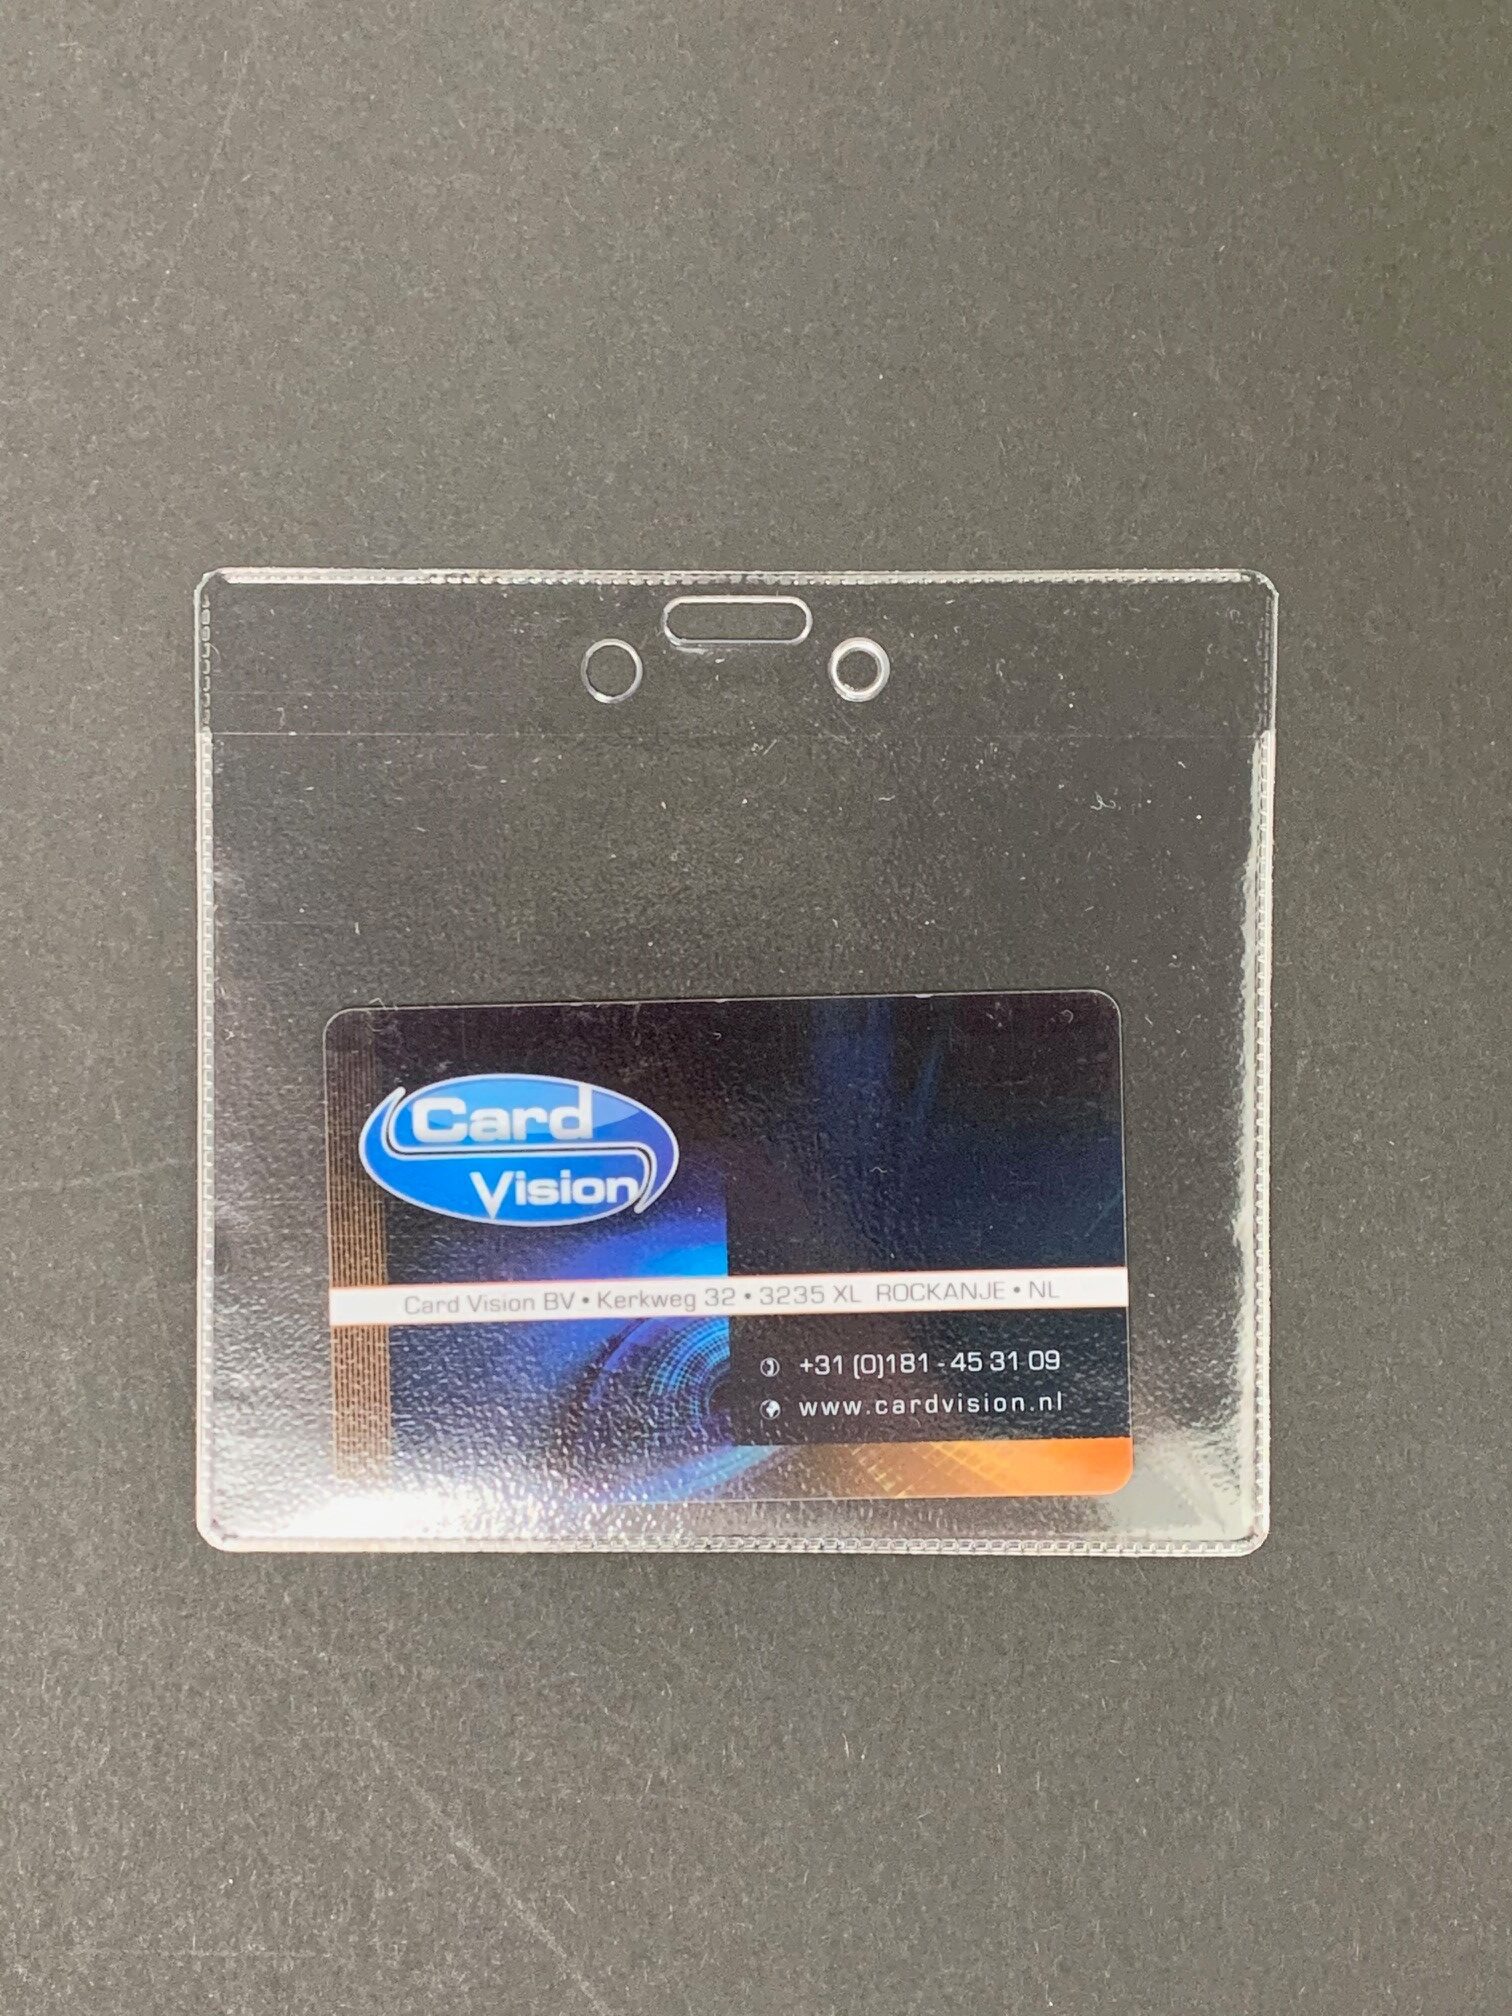 Card
Vision
Card Vision BV • Kerkweg 32 • 3235 XL ROCKANJE • NL
+31 (0)181 - 45 31 09
www.cardvision.nl